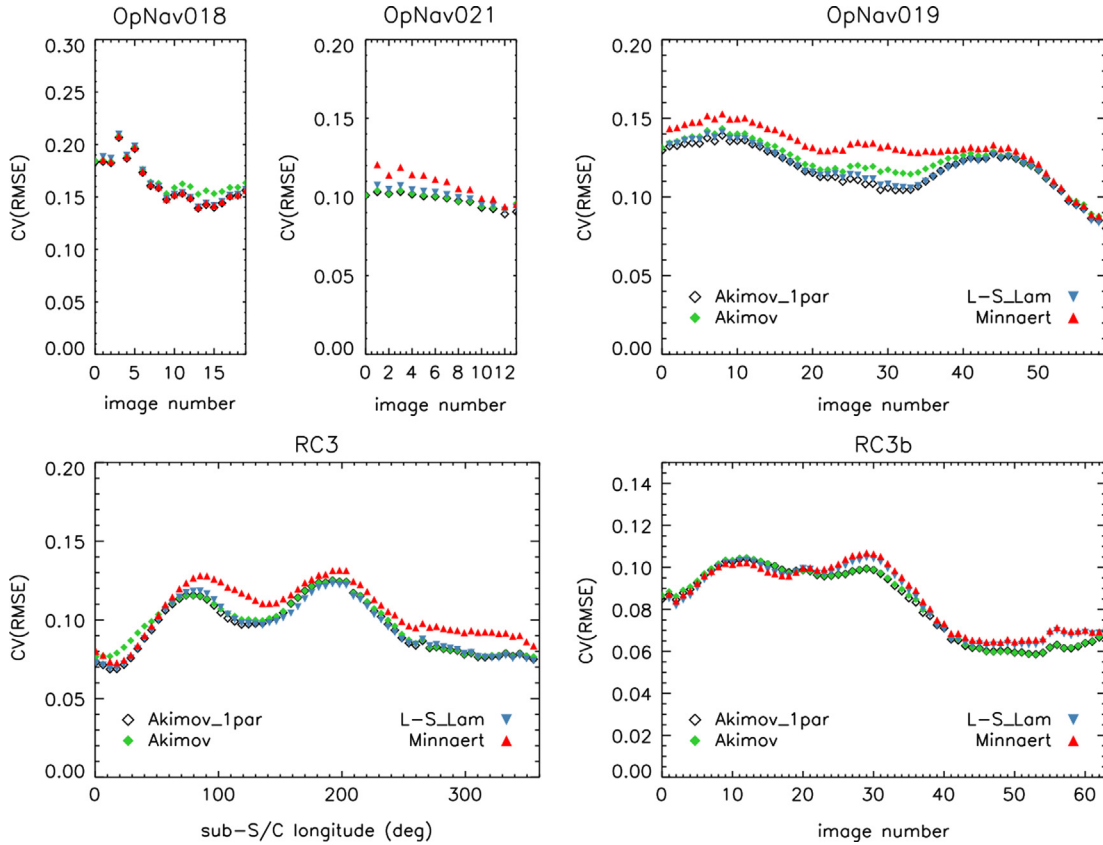 OpNav018
OpNav021
OpNav019
0.30
0.25
0.20
0.15
0.10
0.05
0.00
CV(RMSE)
0 5 10 15
image number
0.20
0.15
0.10
0.05
0.00
CV(RMSE)
0 2 4 6 8 10 12
image number
0.20
0.15
0.10
0.05
0.00
CV(RMSE)
Akimov_1par
L-S_Lam
Akimov
Minnaert
0 10 20 30 40 50
image number
RC3
RC3b
0.20
0.15
0.10
0.05
0.00
CV(RMSE)
Akimov_1par
L-S_Lam
Akimov
Minnaert
0 100 200 300
sub-S/C longitude (deg)
0.14
0.12
0.10
0.08
0.06
0.04
0.02
0.00
CV(RMSE)
Akimov_1par
L-S_Lam
Akimov
Minnaert
0 10 20 30 40 50 60
image number